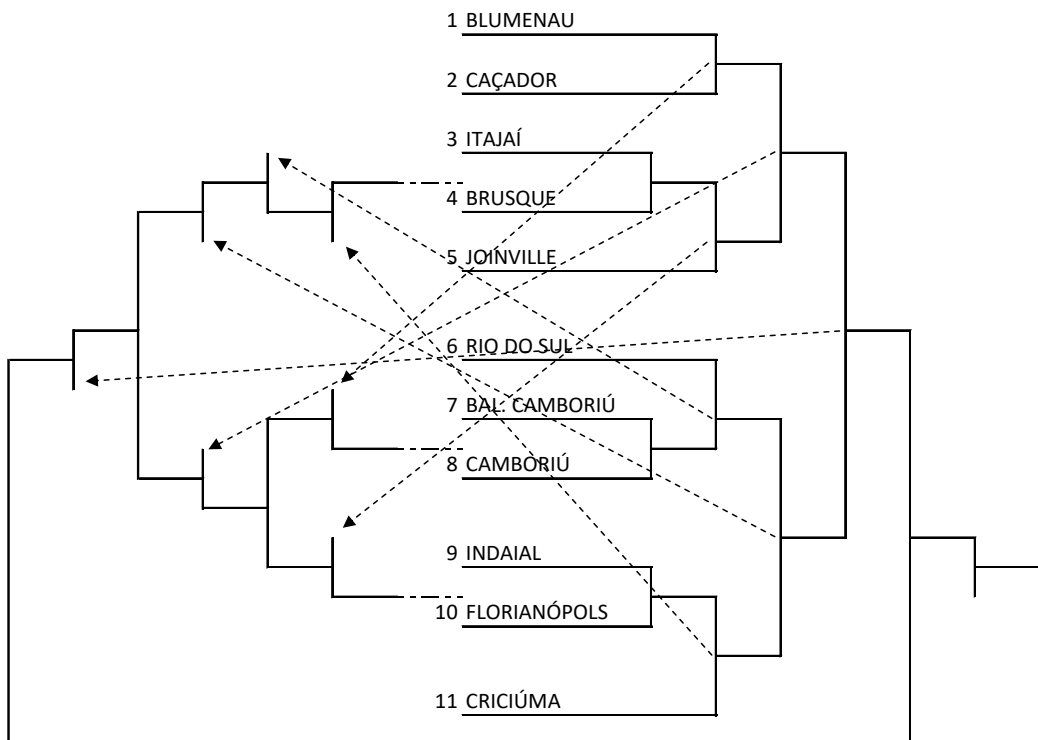 1 BLUMENAU
2 CAÇADOR
3 ITAJAÍ
4 BRUSQUE
5 JOINVILLE
6 RIO DO SUL
7 BAL. CAMBORIÚ
8 CAMBORIÚ
9 INDAIAL
10 FLORIANÓPOLS
11 CRICIÚMA